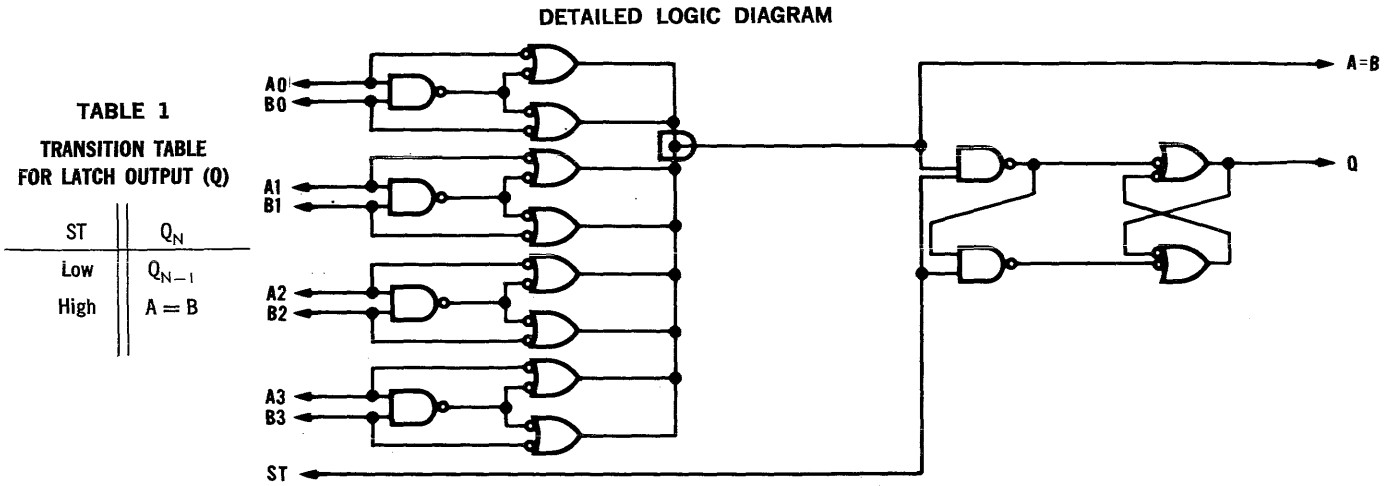 DETAILED LOGIC DIAGRAM
TABLE 1
TRANSITION TABLE
FOR LATCH OUTPUT (Q)
ST Q_N
Low Q_{N-1}
High A = B
A0
B0
A1
B1
A2
B2
A3
B3
ST
A=B
Q